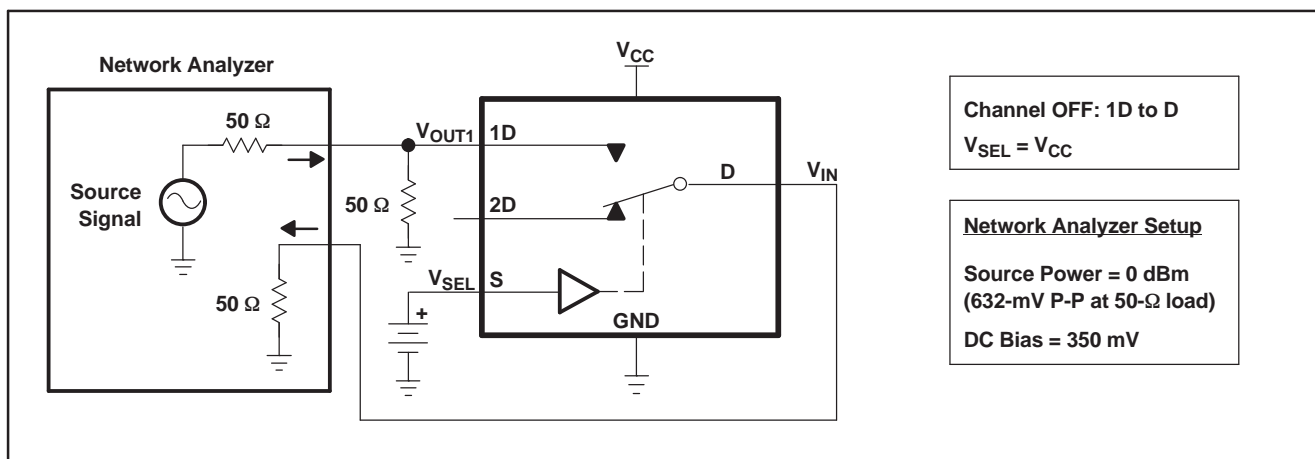 Network Analyzer
50 Ω
Source
Signal
50 Ω
V_OUT1
50 Ω
V_CC
1D
2D
D
V_IN
V_SEL
S
+
GND
Channel OFF: 1D to D
V_SEL = V_CC
Network Analyzer Setup
Source Power = 0 dBm
(632-mV P-P at 50-Ω load)
DC Bias = 350 mV